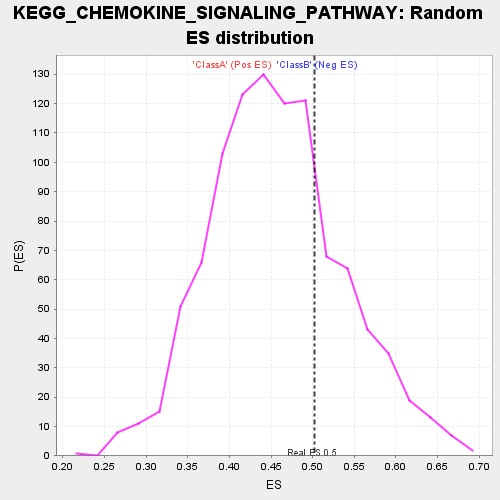 KEGG_CHEMOKINE_SIGNALING_PATHWAY: Random
ES distribution
'ClassA' (Pos ES) 'ClassB' (Neg ES)
130
120
110
100
90
80
70
60
50
40
30
20
10
0
P(ES)
Real ES 0.5
0.20 0.25 0.30 0.35 0.40 0.45 0.50 0.55 0.60 0.65 0.70
ES